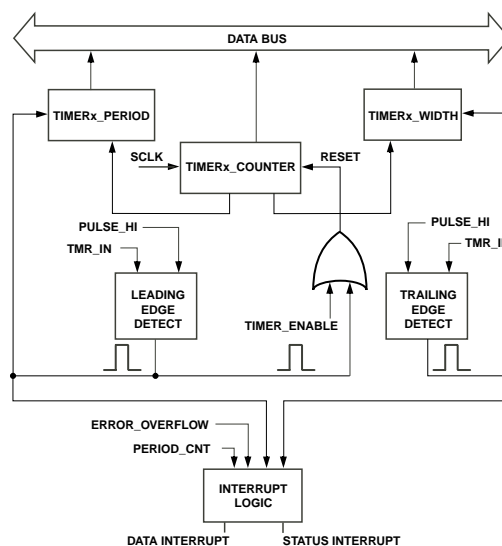 DATA BUS
TIMERx_PERIOD
TIMERx_WIDTH
SCLK
TIMERx_COUNTER
RESET
PULSE_HI
TMR_IN
LEADING
EDGE
DETECT
TIMER_ENABLE
PULSE_HI
TMR_I
TRAILING
EDGE
DETECT
ERROR_OVERFLOW
PERIOD_CNT
INTERRUPT
LOGIC
DATA INTERRUPT
STATUS INTERRUPT